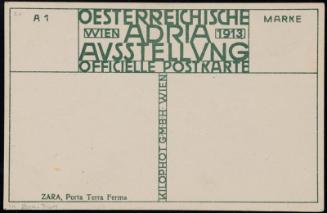 A 1
OESTERREICHISCHE
WIEN ADRIA 1913
AVSSTELLVNG
OFFICIELLE POSTKARTE
MARKE
KILOPHOT G·M·B·H WIEN
ZARA, Porta Terra Ferma